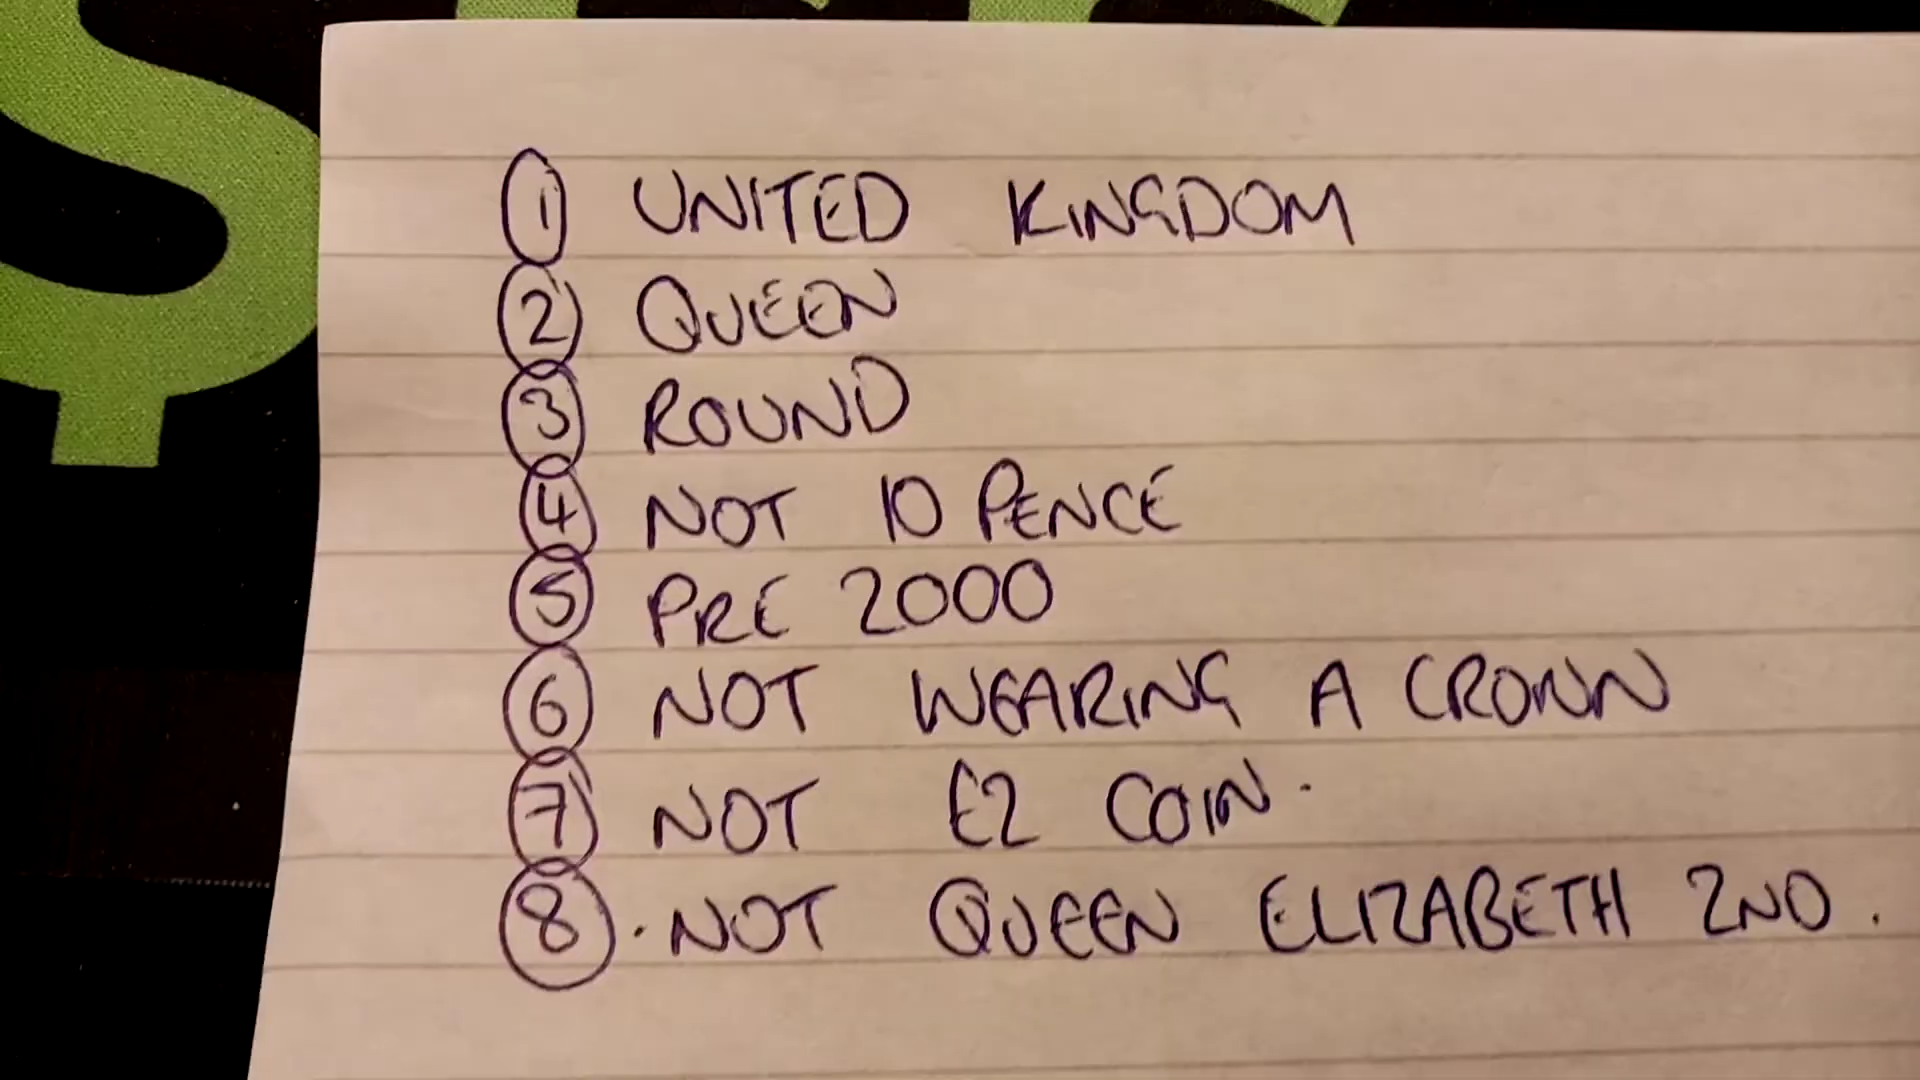 1 UNITED KINGDOM
2 QUEEN
3 ROUND
4 NOT 10 PENCE
5 PRE 2000
6 NOT WEARING A CROWN
7 NOT £2 COIN.
8. NOT QUEEN ELIZABETH 2ND.